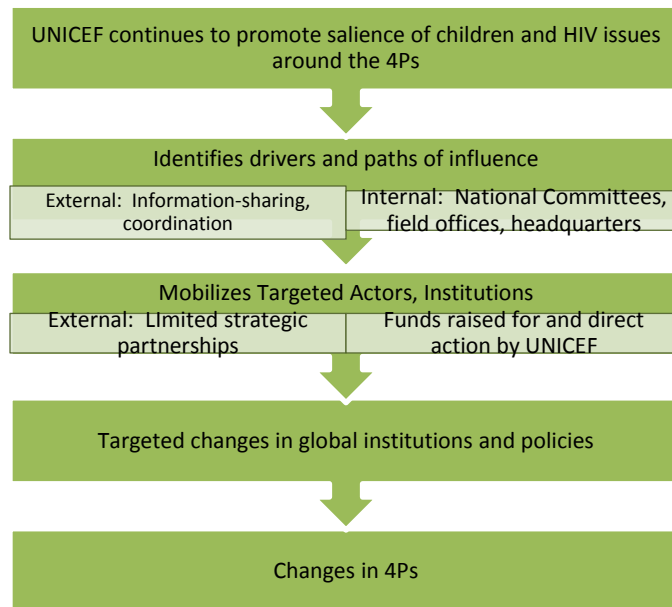 UNICEF continues to promote salience of children and HIV issues
around the 4Ps
Identifies drivers and paths of influence
External:  Information-sharing,
coordination
Internal:  National Committees,
field offices, headquarters
Mobilizes Targeted Actors, Institutions
External:  LImited strategic
partnerships
Funds raised for and direct
action by UNICEF
Targeted changes in global institutions and policies
Changes in 4Ps